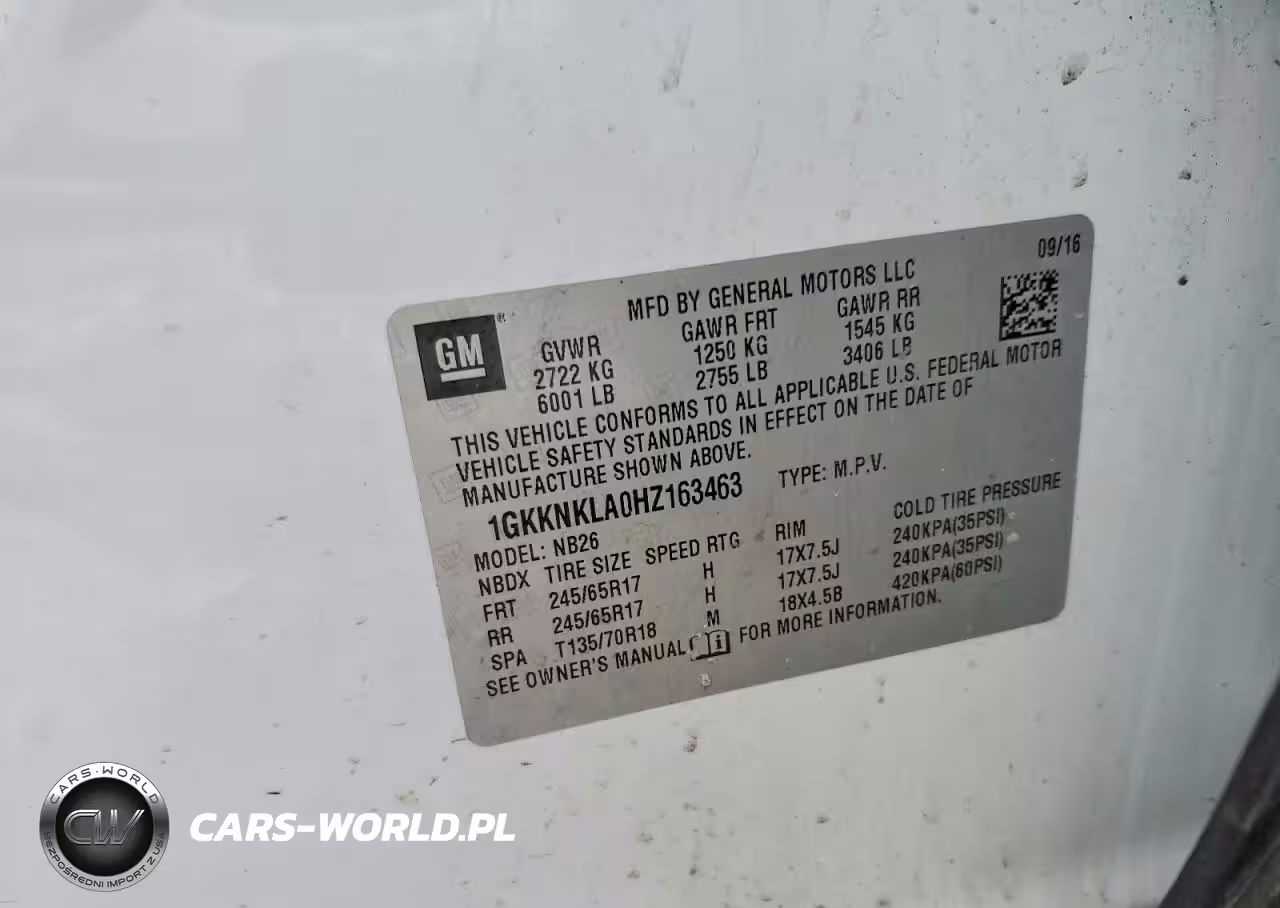 09/16
MFD BY GENERAL MOTORS LLC
GM
®
GVWR GAWR FRT GAWR RR
2722 KG 1250 KG 1545 KG
6001 LB 2755 LB 3406 LB
THIS VEHICLE CONFORMS TO ALL APPLICABLE U.S. FEDERAL MOTOR
VEHICLE SAFETY STANDARDS IN EFFECT ON THE DATE OF
MANUFACTURE SHOWN ABOVE.
1GKKNKLA0HZ163463 TYPE: M.P.V.
MODEL: NB26
NBDX TIRE SIZE SPEED RTG RIM COLD TIRE PRESSURE
FRT 245/65R17 H 17X7.5J 240KPA(35PSI)
RR 245/65R17 H 17X7.5J 240KPA(35PSI)
SPA T135/70R18 M 18X4.5B 420KPA(60PSI)
SEE OWNER'S MANUAL FOR MORE INFORMATION.
CARS-WORLD
CW
BEZPOŚREDNI IMPORT Z USA
CARS-WORLD.PL